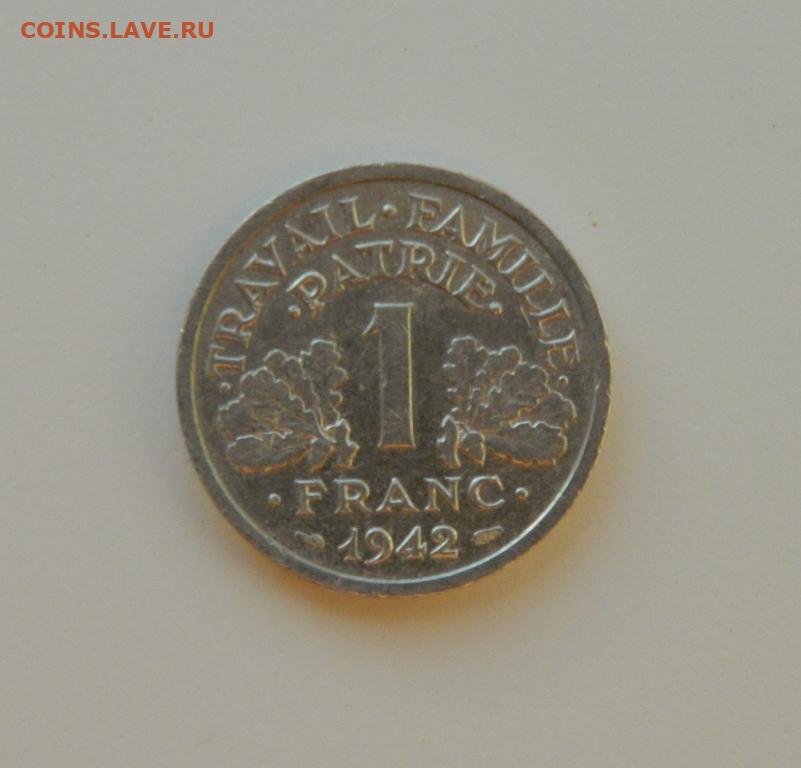 COINS.LAVE.RU
TRAVAIL · FAMILLE
· PATRIE ·
1
· FRANC ·
1942